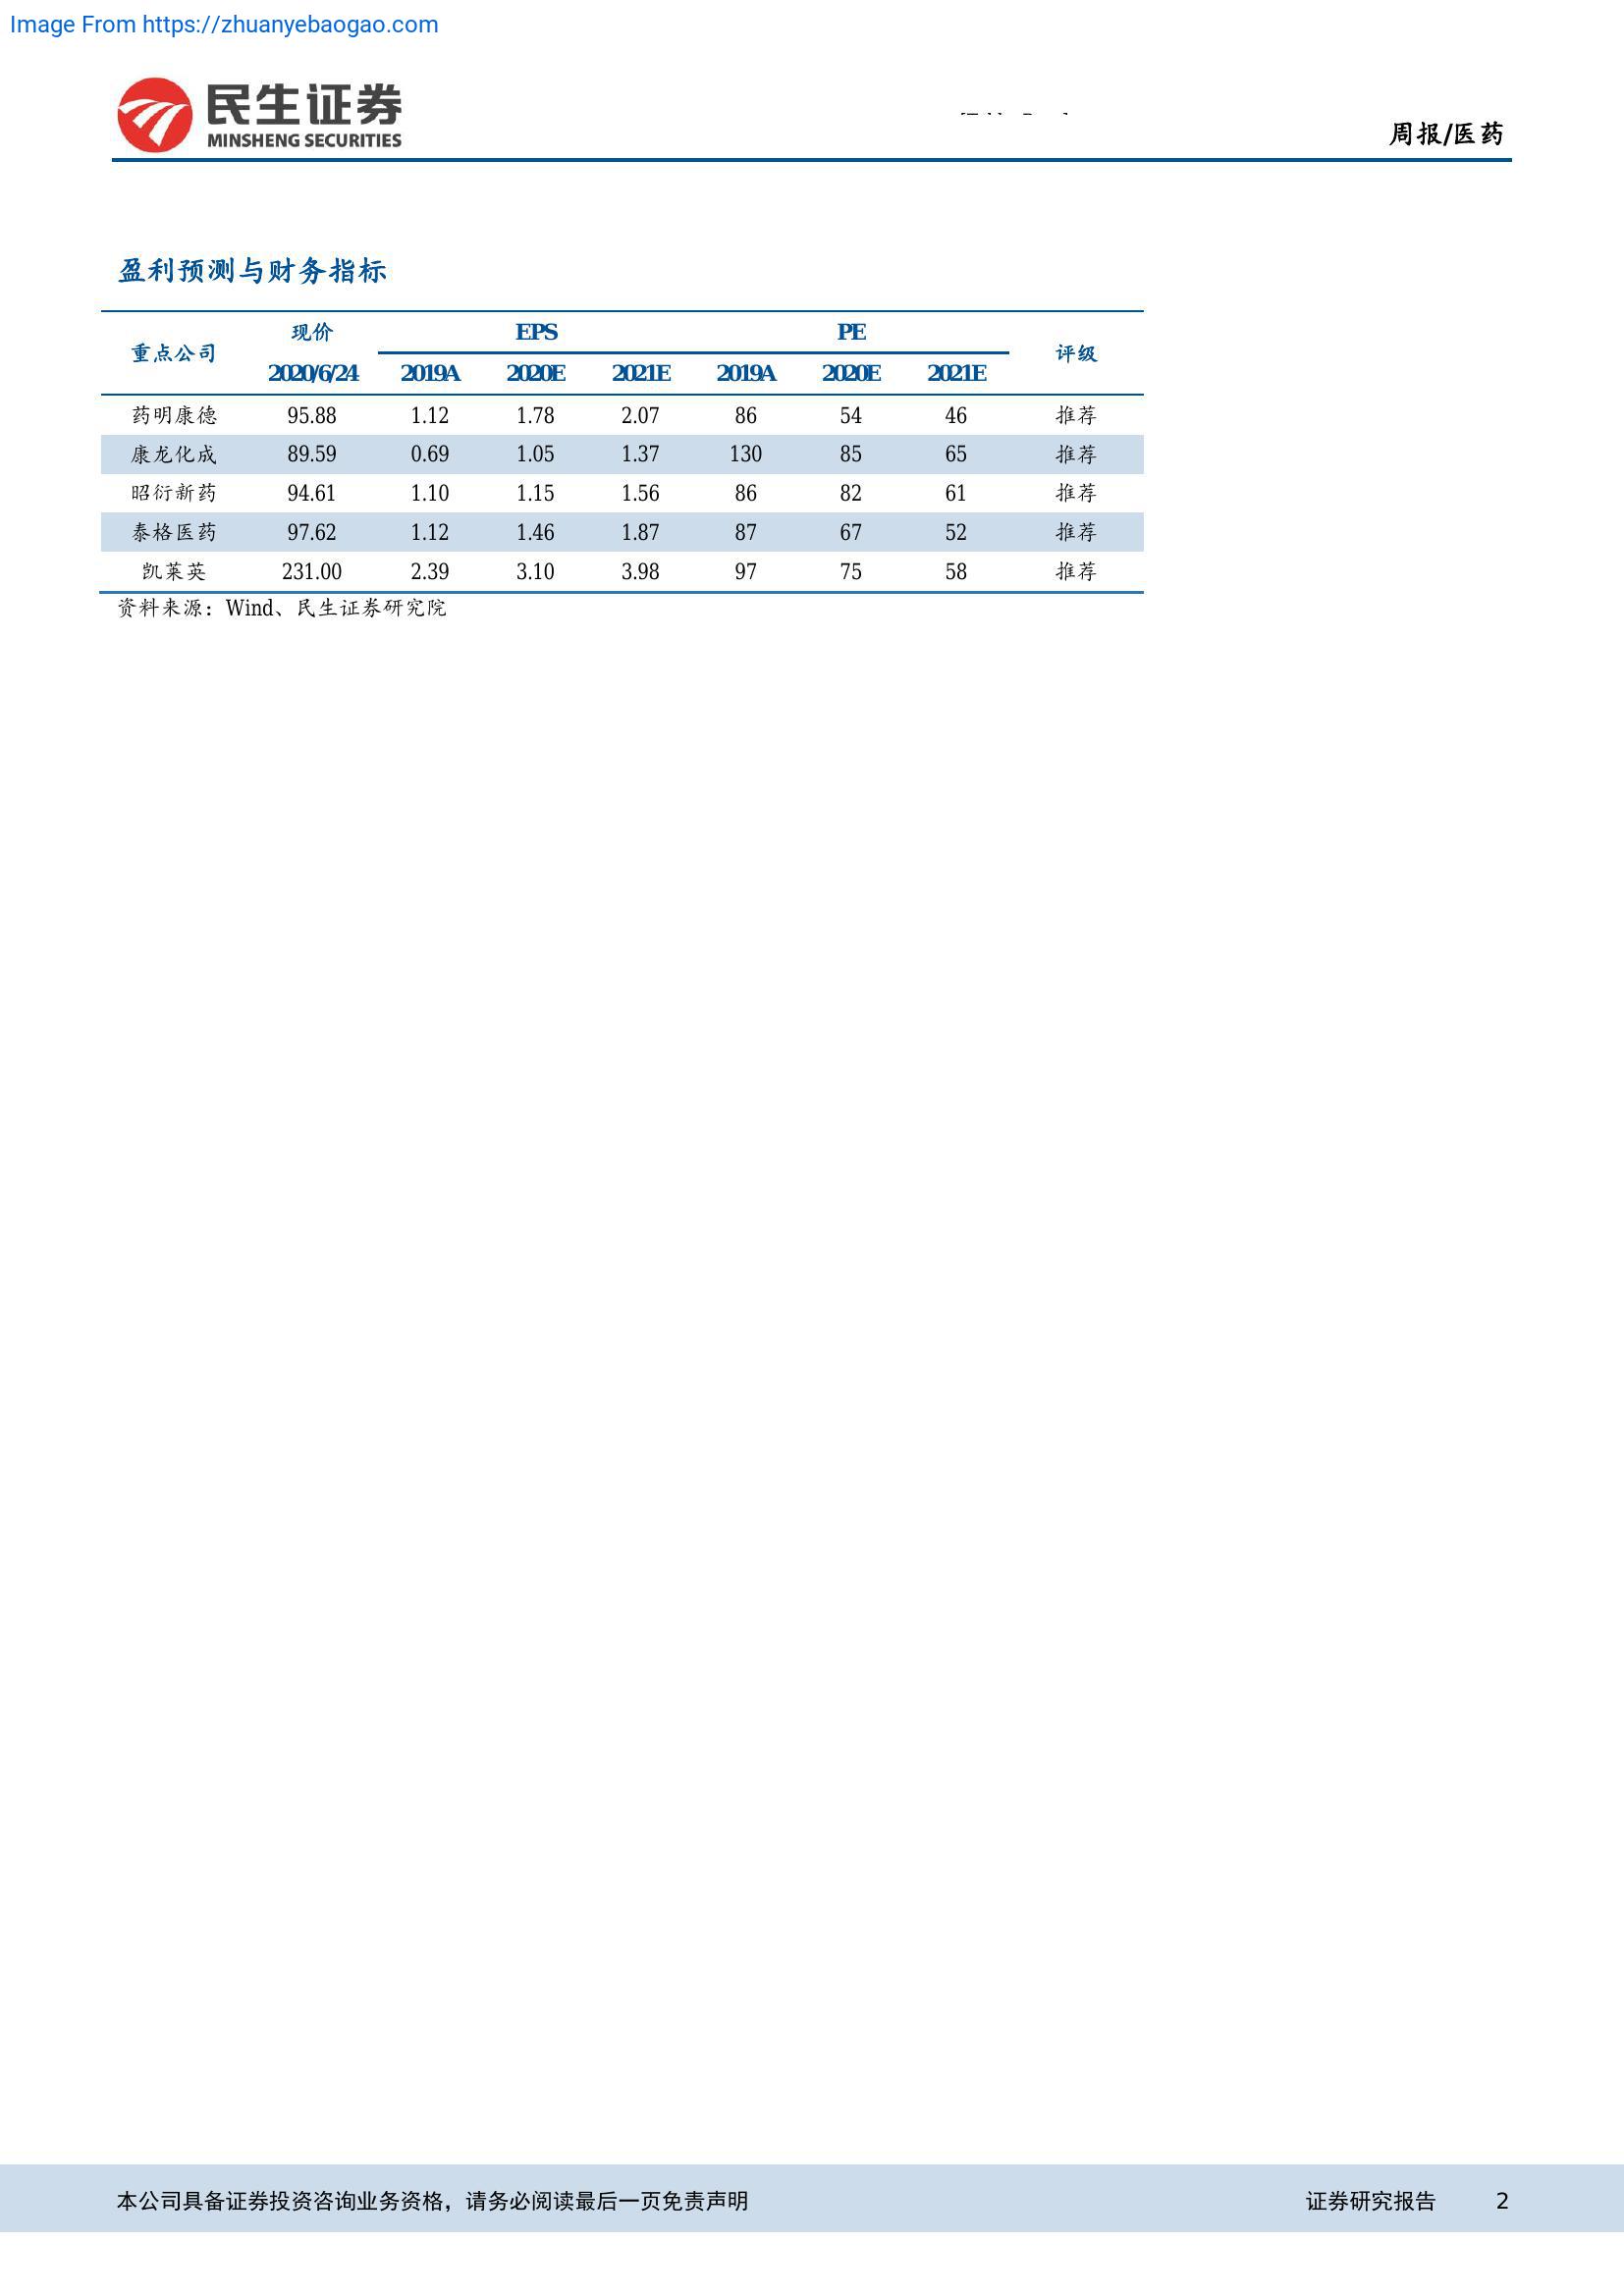 Image From https://zhuanyebaogao.com
民生证券
MINSHENG SECURITIES
周报/医药
盈利预测与财务指标
重点公司 现价 EPS PE 评级
2020/6/24 2019A 2020E 2021E 2019A 2020E 2021E
药明康德 95.88 1.12 1.78 2.07 86 54 46 推荐
康龙化成 89.59 0.69 1.05 1.37 130 85 65 推荐
昭衍新药 94.61 1.10 1.15 1.56 86 82 61 推荐
泰格医药 97.62 1.12 1.46 1.87 87 67 52 推荐
凯莱英 231.00 2.39 3.10 3.98 97 75 58 推荐
资料来源：Wind、民生证券研究院
本公司具备证券投资咨询业务资格，请务必阅读最后一页免责声明 证券研究报告 2